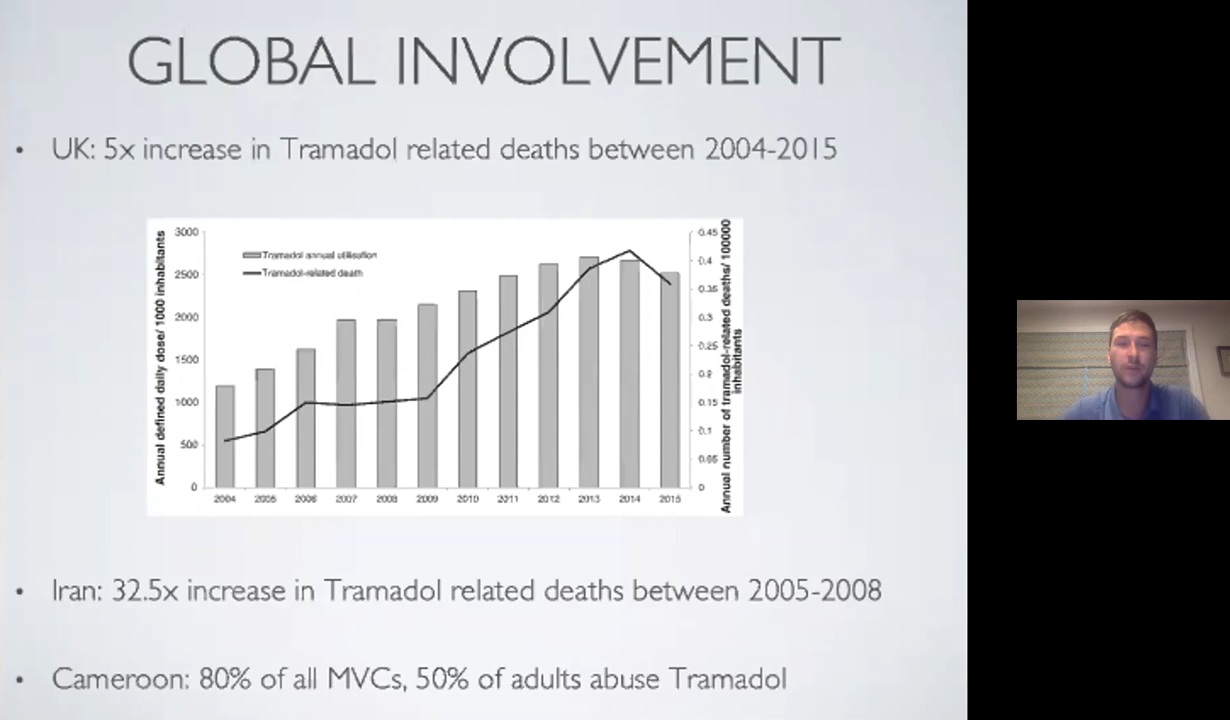 GLOBAL INVOLVEMENT
• UK: 5x increase in Tramadol related deaths between 2004-2015
Annual defined daily dose/ 1000 inhabitants
3000
2500
2000
1500
1000
500
0
Tramadol annual utilisation
Tramadol-related death
0.45
0.4
0.35
0.3
0.25
0.2
0.15
0.1
0.05
0
Annual number of tramadol-related deaths/ 100000
inhabitants
2004 2005 2006 2007 2008 2009 2010 2011 2012 2013 2014 2015
• Iran: 32.5x increase in Tramadol related deaths between 2005-2008
• Cameroon: 80% of all MVCs, 50% of adults abuse Tramadol